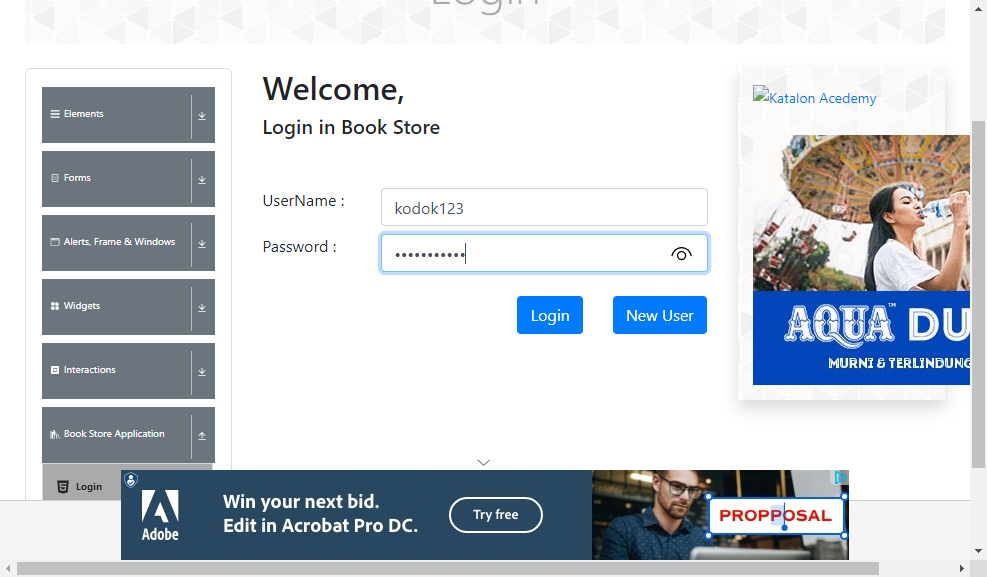 Login
Elements
Forms
Alerts, Frame & Windows
Widgets
Interactions
Book Store Application
Login
Welcome,
Login in Book Store
UserName :
kodok123
Password :
•••••••••••
Login
New User
Katalon Acedemy
AQUA™ DU
MURNI & TERLINDUNG
Adobe
Win your next bid.
Edit in Acrobat Pro DC.
Try free
PROPPOSAL